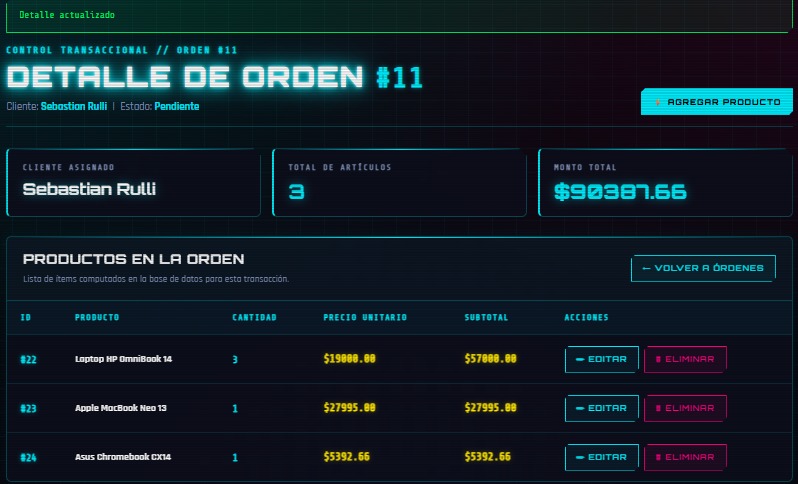 Detalle actualizado
CONTROL TRANSACCIONAL // ORDEN #11
DETALLE DE ORDEN #11
Cliente: Sebastian Rulli | Estado: Pendiente
AGREGAR PRODUCTO
CLIENTE ASIGNADO
Sebastian Rulli
TOTAL DE ARTÍCULOS
3
MONTO TOTAL
$90387.66
PRODUCTOS EN LA ORDEN
Lista de ítems computados en la base de datos para esta transacción.
← VOLVER A ÓRDENES
ID PRODUCTO CANTIDAD PRECIO UNITARIO SUBTOTAL ACCIONES
#22 Laptop HP OmniBook 14 3 $19000.00 $57000.00 EDITAR ELIMINAR
#23 Apple MacBook Neo 13 1 $27995.00 $27995.00 EDITAR ELIMINAR
#24 Asus Chromebook CX14 1 $5392.66 $5392.66 EDITAR ELIMINAR